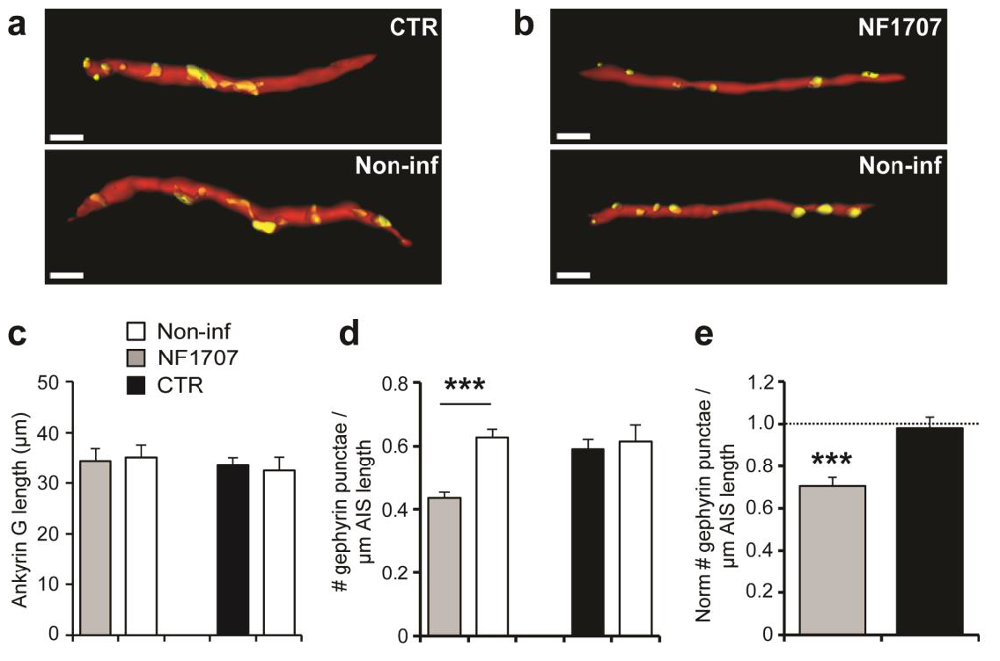 a
CTR
Non-inf
b
NF1707
Non-inf
c
Non-inf
NF1707
CTR
Ankyrin G length (µm)
50
40
30
20
10
0
d
***
# gephyrin punctae /
µm AIS length
0.8
0.6
0.4
0.2
0
e
***
Norm # gephyrin punctae /
µm AIS length
1.2
1.0
0.8
0.6
0.4
0.2
0